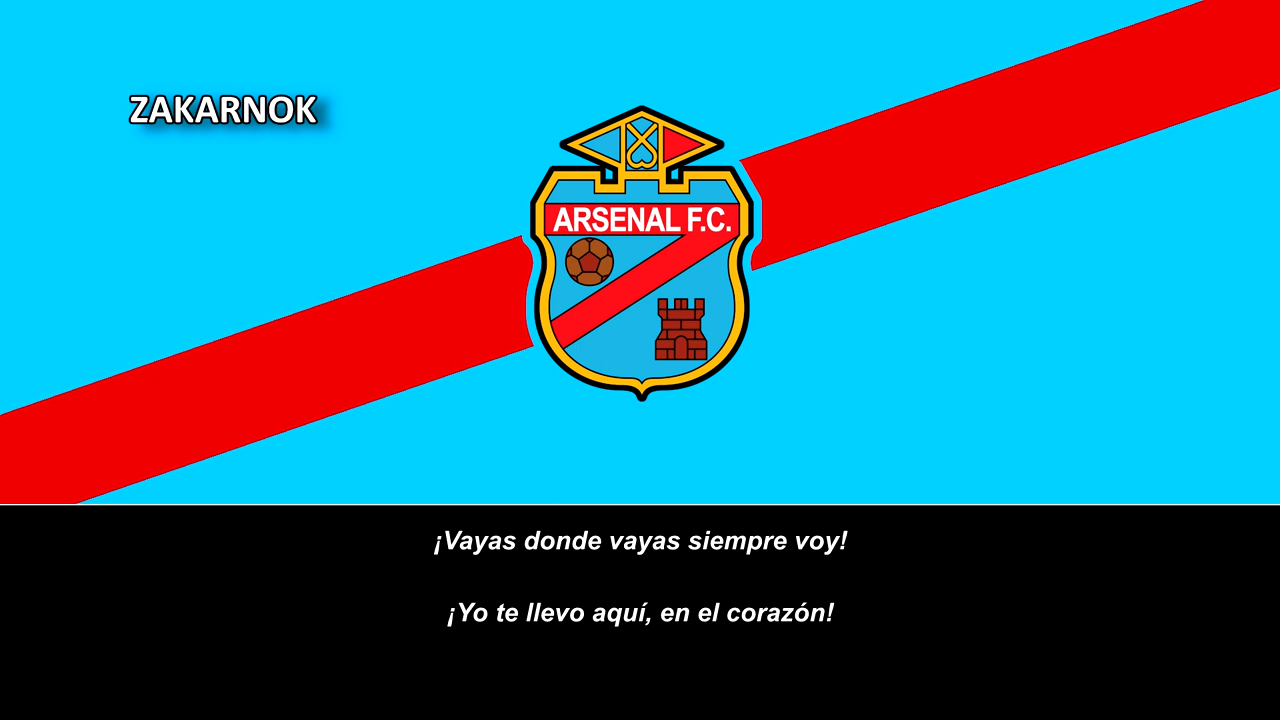 ZAKARNOK
ARSENAL F.C.
¡Vayas donde vayas siempre voy!
¡Yo te llevo aquí, en el corazón!